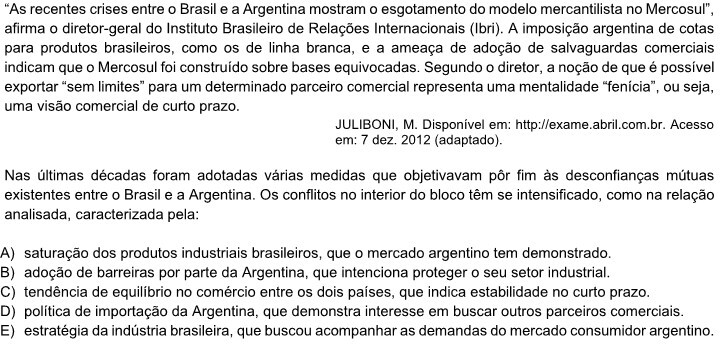 “As recentes crises entre o Brasil e a Argentina mostram o esgotamento do modelo mercantilista no Mercosul”,
afirma o diretor-geral do Instituto Brasileiro de Relações Internacionais (Ibri). A imposição argentina de cotas
para produtos brasileiros, como os de linha branca, e a ameaça de adoção de salvaguardas comerciais
indicam que o Mercosul foi construído sobre bases equivocadas. Segundo o diretor, a noção de que é possível
exportar “sem limites” para um determinado parceiro comercial representa uma mentalidade “fenícia”, ou seja,
uma visão comercial de curto prazo.
JULIBONI, M. Disponível em: http://exame.abril.com.br. Acesso
em: 7 dez. 2012 (adaptado).
Nas últimas décadas foram adotadas várias medidas que objetivavam pôr fim às desconfianças mútuas
existentes entre o Brasil e a Argentina. Os conflitos no interior do bloco têm se intensificado, como na relação
analisada, caracterizada pela:
A) saturação dos produtos industriais brasileiros, que o mercado argentino tem demonstrado.
B) adoção de barreiras por parte da Argentina, que intenciona proteger o seu setor industrial.
C) tendência de equilíbrio no comércio entre os dois países, que indica estabilidade no curto prazo.
D) política de importação da Argentina, que demonstra interesse em buscar outros parceiros comerciais.
E) estratégia da indústria brasileira, que buscou acompanhar as demandas do mercado consumidor argentino.